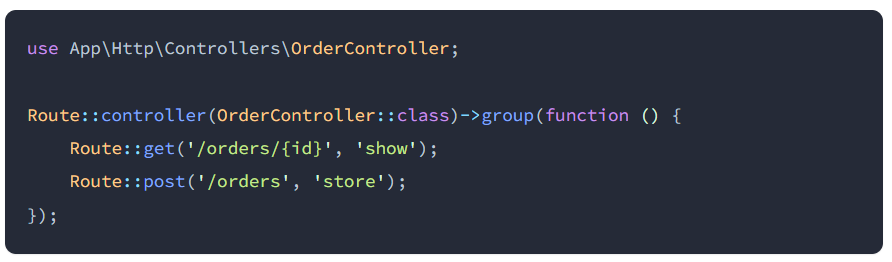 use App\Http\Controllers\OrderController;
Route::controller(OrderController::class)->group(function () {
    Route::get('/orders/{id}', 'show');
    Route::post('/orders', 'store');
});